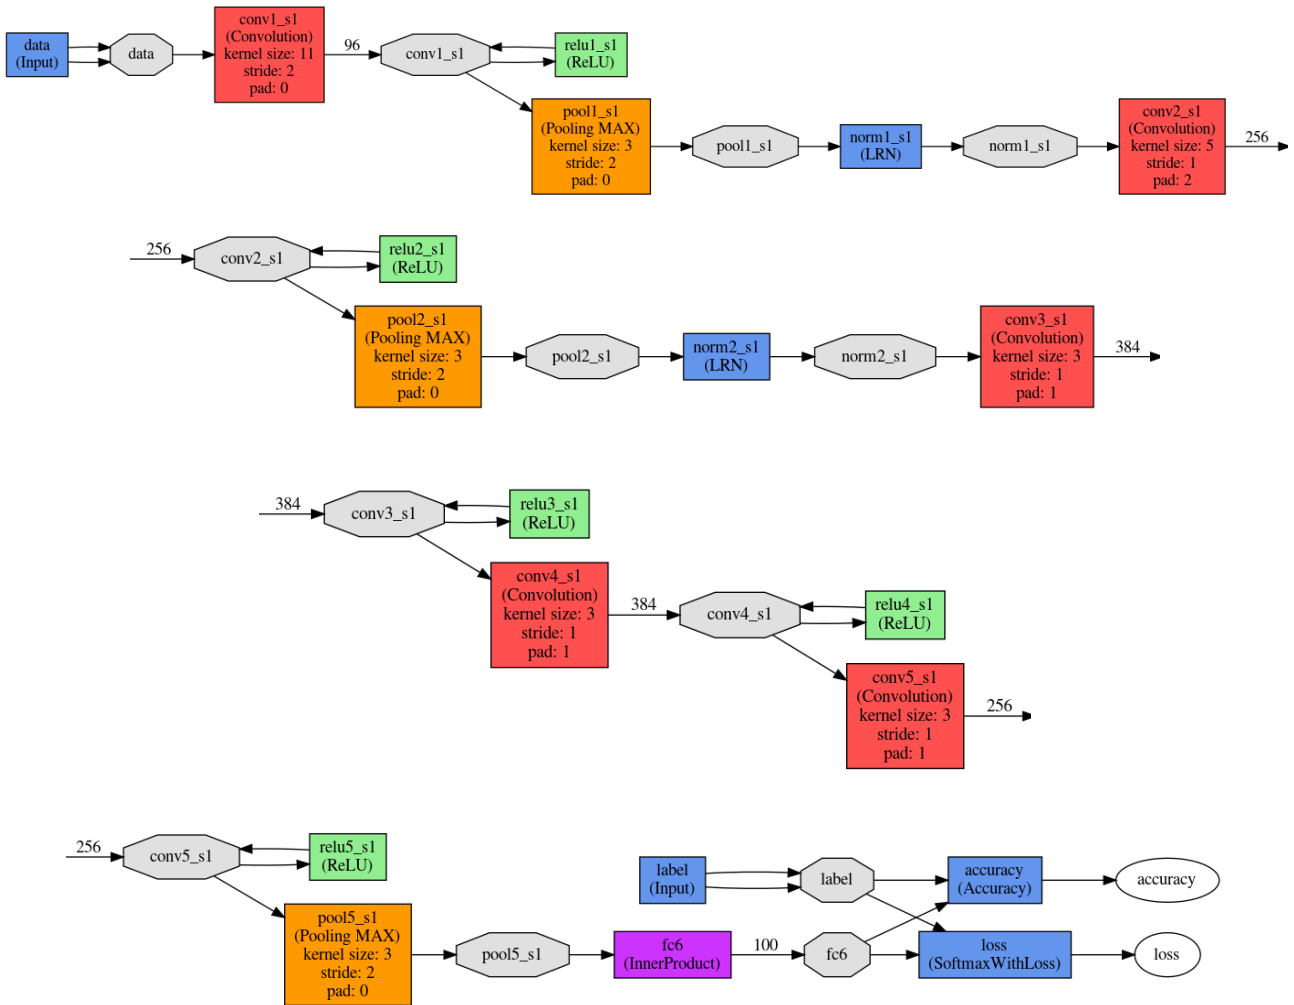 data
(Input)
data
conv1_s1
(Convolution)
kernel size: 11
stride: 2
pad: 0
96
conv1_s1
relu1_s1
(ReLU)
pool1_s1
(Pooling MAX)
kernel size: 3
stride: 2
pad: 0
pool1_s1
norm1_s1
(LRN)
norm1_s1
conv2_s1
(Convolution)
kernel size: 5
stride: 1
pad: 2
256
256
conv2_s1
relu2_s1
(ReLU)
pool2_s1
(Pooling MAX)
kernel size: 3
stride: 2
pad: 0
pool2_s1
norm2_s1
(LRN)
norm2_s1
conv3_s1
(Convolution)
kernel size: 3
stride: 1
pad: 1
384
384
conv3_s1
relu3_s1
(ReLU)
conv4_s1
(Convolution)
kernel size: 3
stride: 1
pad: 1
384
conv4_s1
relu4_s1
(ReLU)
conv5_s1
(Convolution)
kernel size: 3
stride: 1
pad: 1
256
256
conv5_s1
relu5_s1
(ReLU)
pool5_s1
(Pooling MAX)
kernel size: 3
stride: 2
pad: 0
pool5_s1
fc6
(InnerProduct)
100
fc6
label
(Input)
label
accuracy
(Accuracy)
accuracy
loss
(SoftmaxWithLoss)
loss